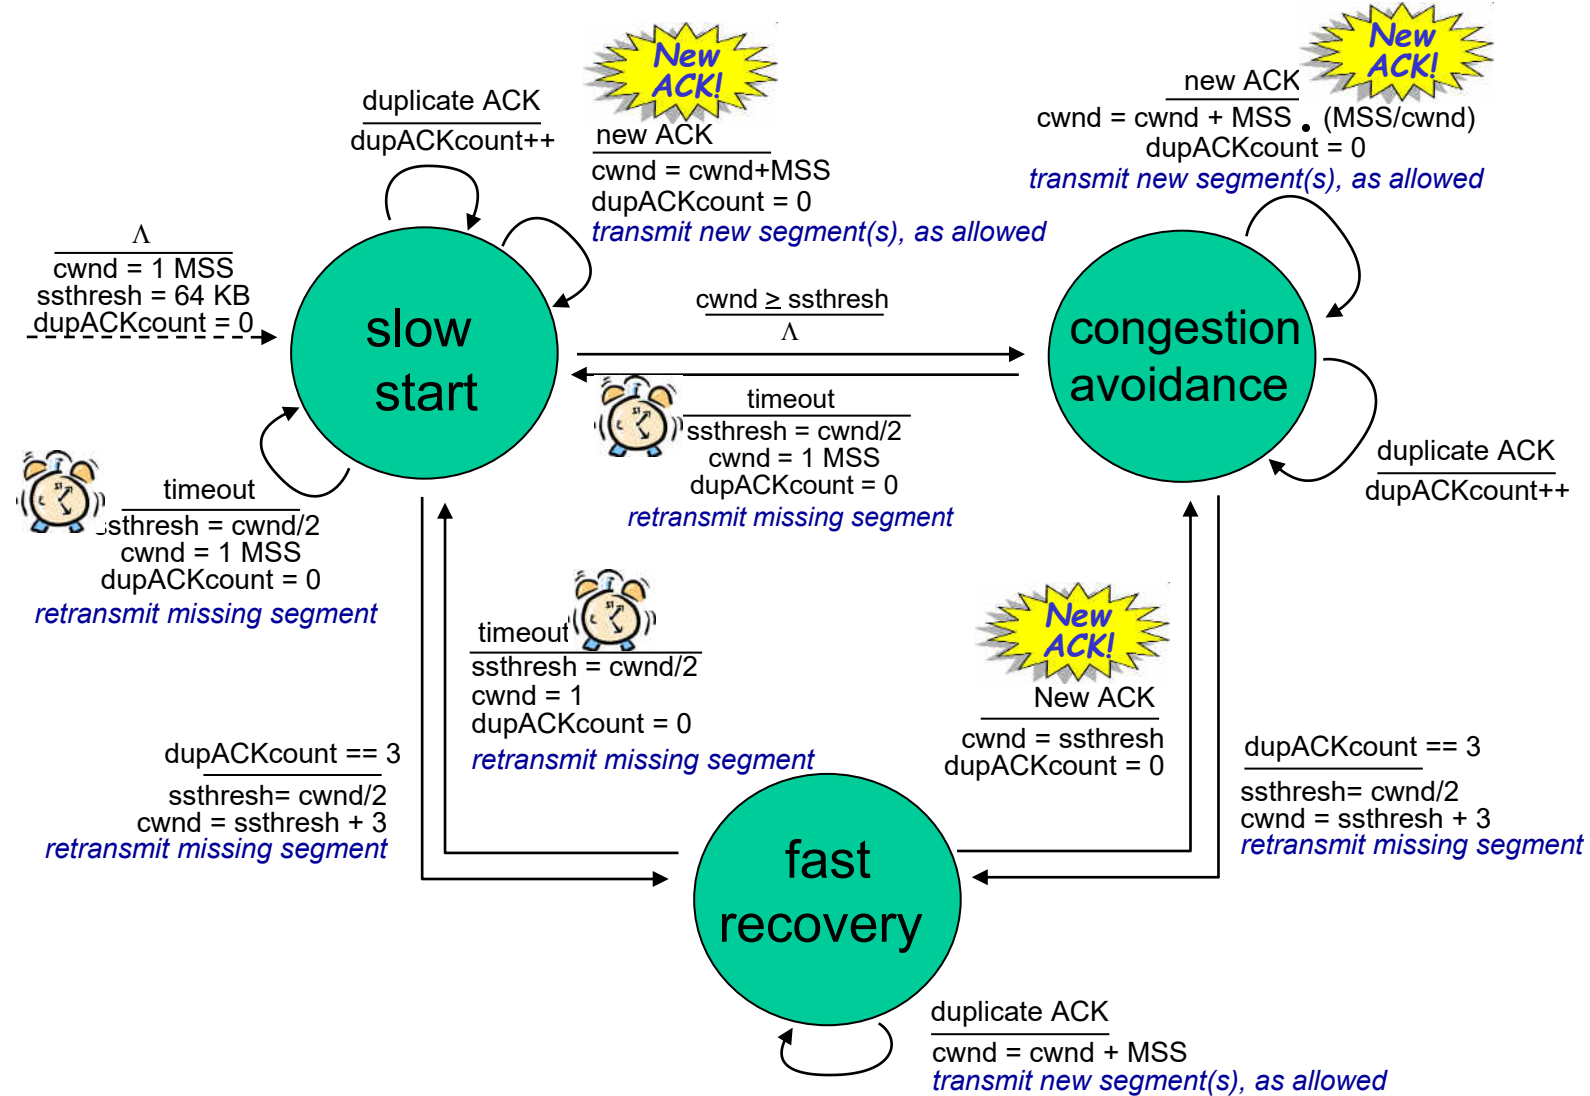 New
ACK!
duplicate ACK
dupACKcount++
new ACK
cwnd = cwnd+MSS
dupACKcount = 0
transmit new segment(s), as allowed
New
ACK!
new ACK
cwnd = cwnd + MSS • (MSS/cwnd)
dupACKcount = 0
transmit new segment(s), as allowed
Λ
cwnd = 1 MSS
ssthresh = 64 KB
dupACKcount = 0
slow
start
cwnd ≥ ssthresh
Λ
congestion
avoidance
timeout
ssthresh = cwnd/2
cwnd = 1 MSS
dupACKcount = 0
retransmit missing segment
duplicate ACK
dupACKcount++
timeout
ssthresh = cwnd/2
cwnd = 1 MSS
dupACKcount = 0
retransmit missing segment
timeout
ssthresh = cwnd/2
cwnd = 1
dupACKcount = 0
retransmit missing segment
New
ACK!
New ACK
cwnd = ssthresh
dupACKcount = 0
dupACKcount == 3
ssthresh= cwnd/2
cwnd = ssthresh + 3
retransmit missing segment
dupACKcount == 3
ssthresh= cwnd/2
cwnd = ssthresh + 3
retransmit missing segment
fast
recovery
duplicate ACK
cwnd = cwnd + MSS
transmit new segment(s), as allowed